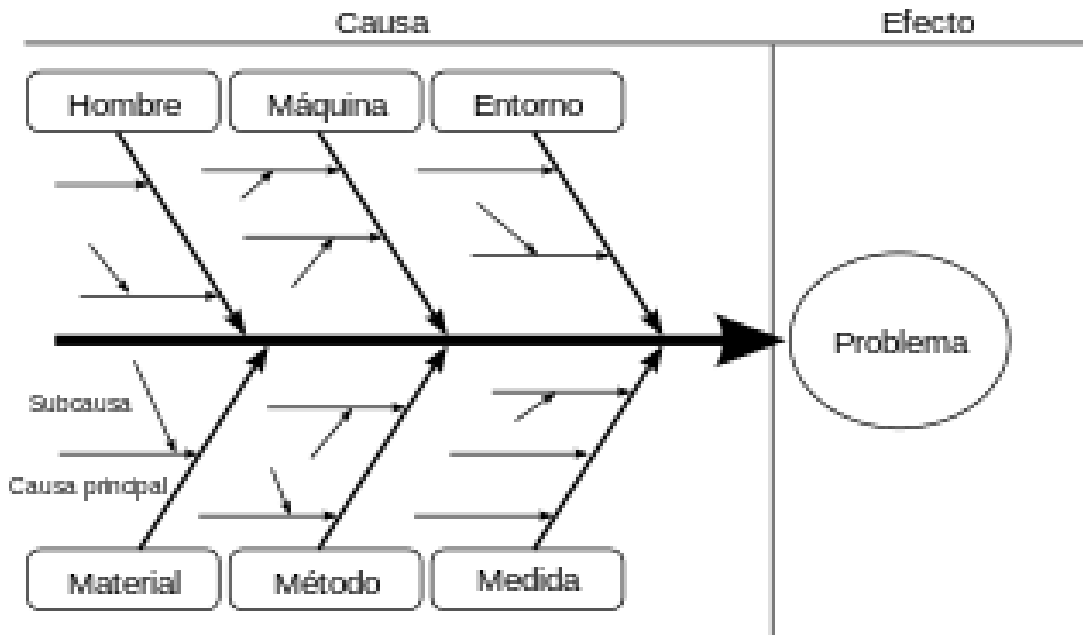 Causa
Efecto
Hombre
Máquina
Entorno
Problema
Subcausa
Causa principal
Material
Método
Medida